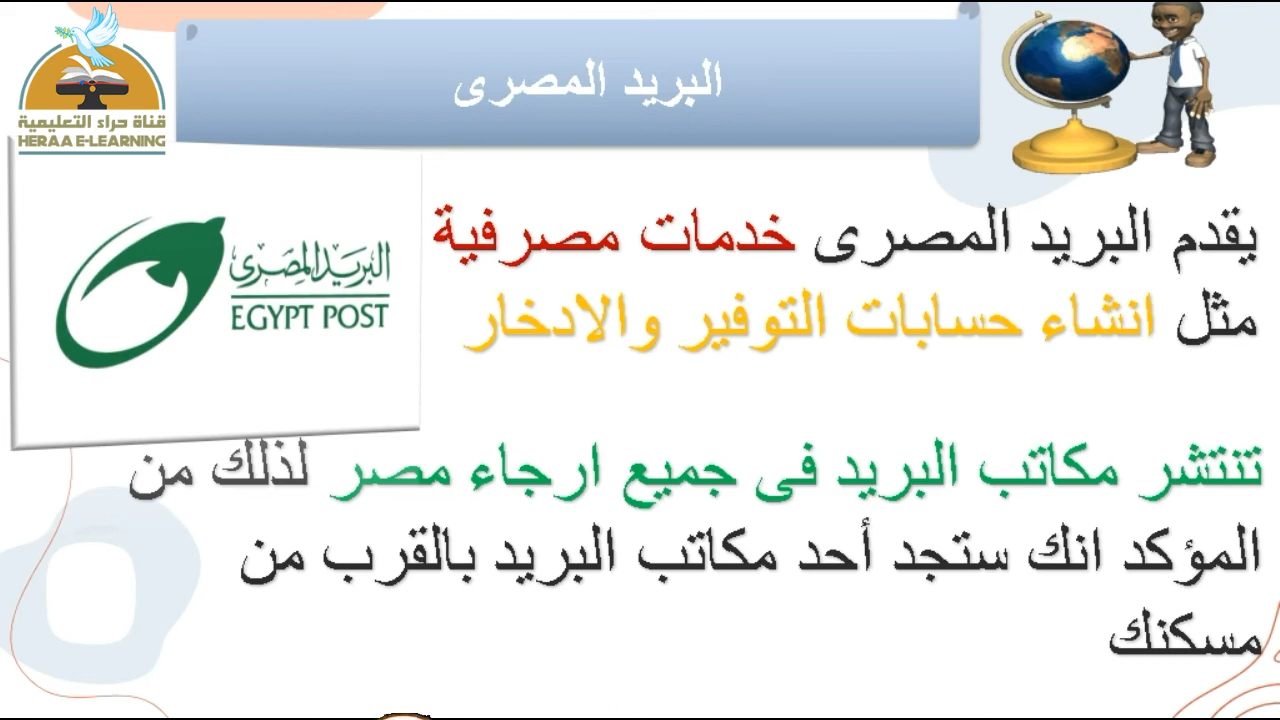 البريد المصرى
قناة حراء التعليمية
HERAA E-LEARNING
البريد المصرى
EGYPT POST
يقدم البريد المصرى خدمات مصرفية
مثل انشاء حسابات التوفير والادخار
تنتشر مكاتب البريد فى جميع ارجاء مصر لذلك من
المؤكد انك ستجد أحد مكاتب البريد بالقرب من
مسكنك